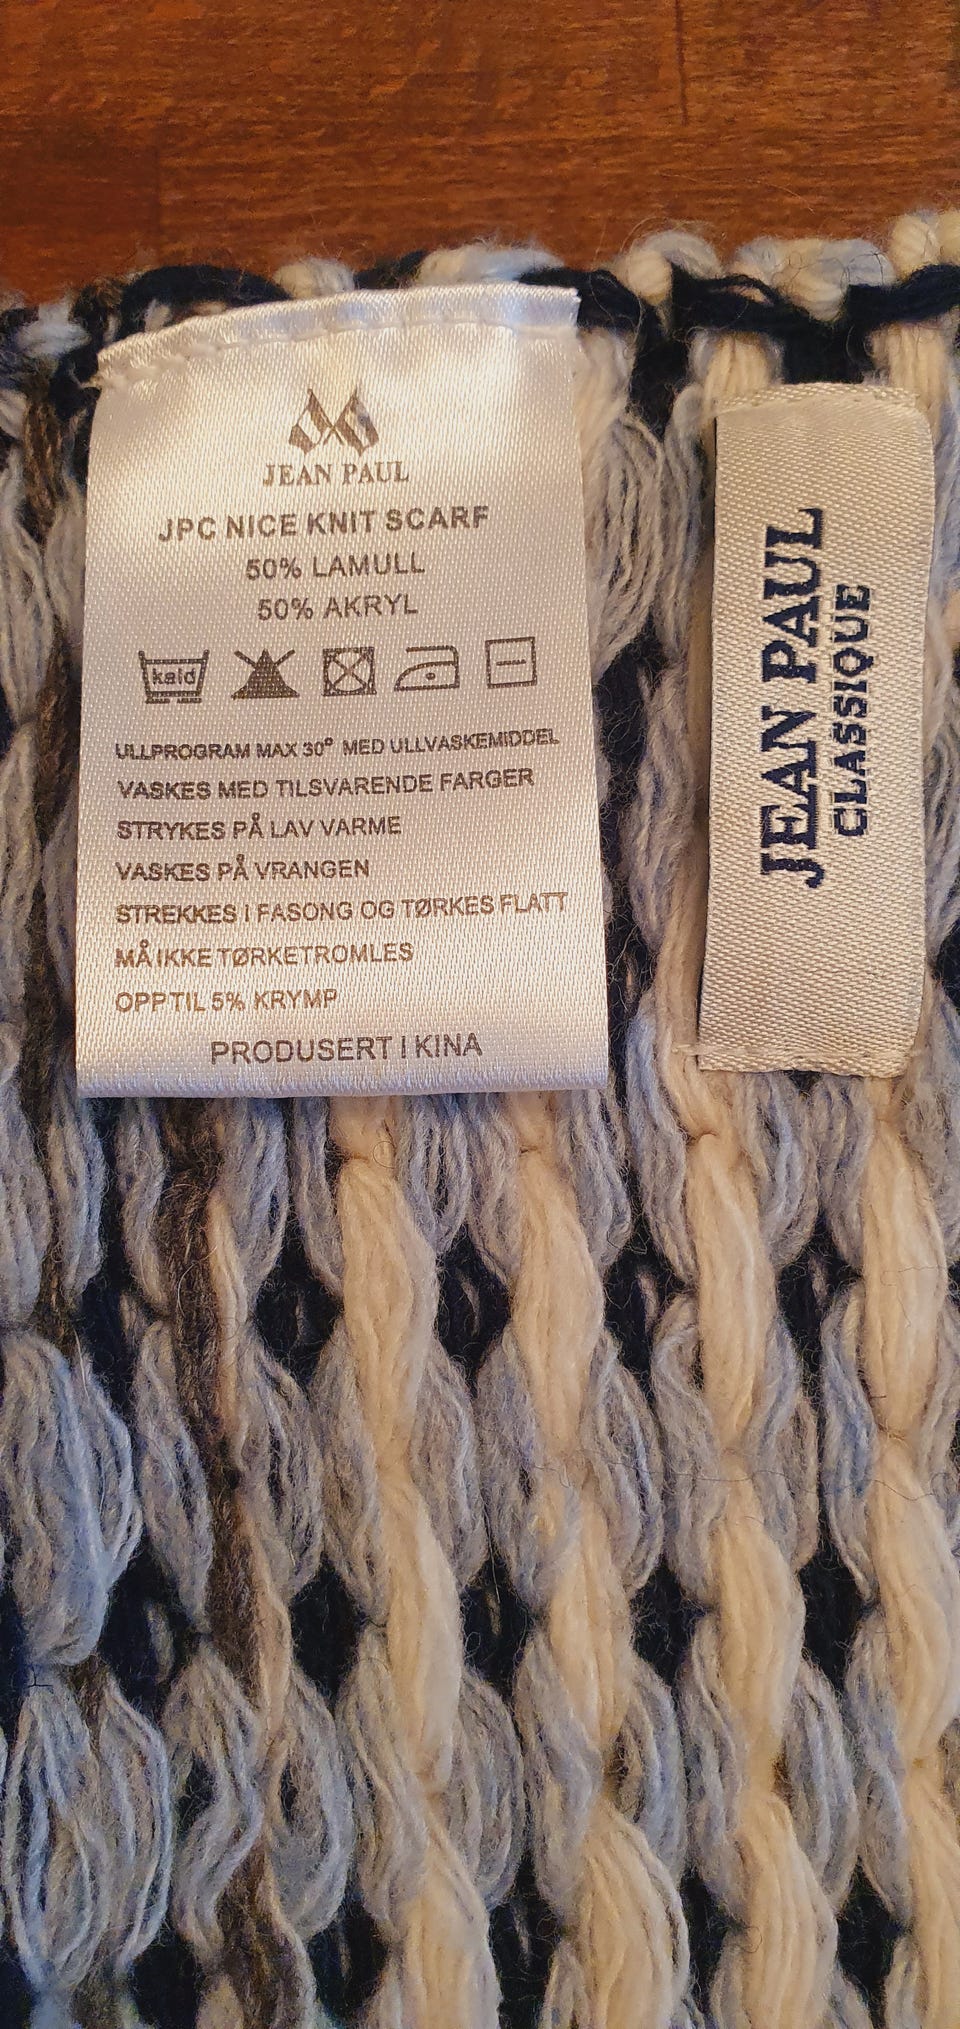 JEAN PAUL
JPC NICE KNIT SCARF
50% LAMULL
50% AKRYL
kald
ULLPROGRAM MAX 30° MED ULLVASKEMIDDEL
VASKES MED TILSVARENDE FARGER
STRYKES PÅ LAV VARME
VASKES PÅ VRANGEN
STREKKES I FASONG OG TØRKES FLATT
MÅ IKKE TØRKETROMLES
OPPTIL 5% KRYMP
PRODUSERT I KINA
JEAN PAUL
CLASSIQUE